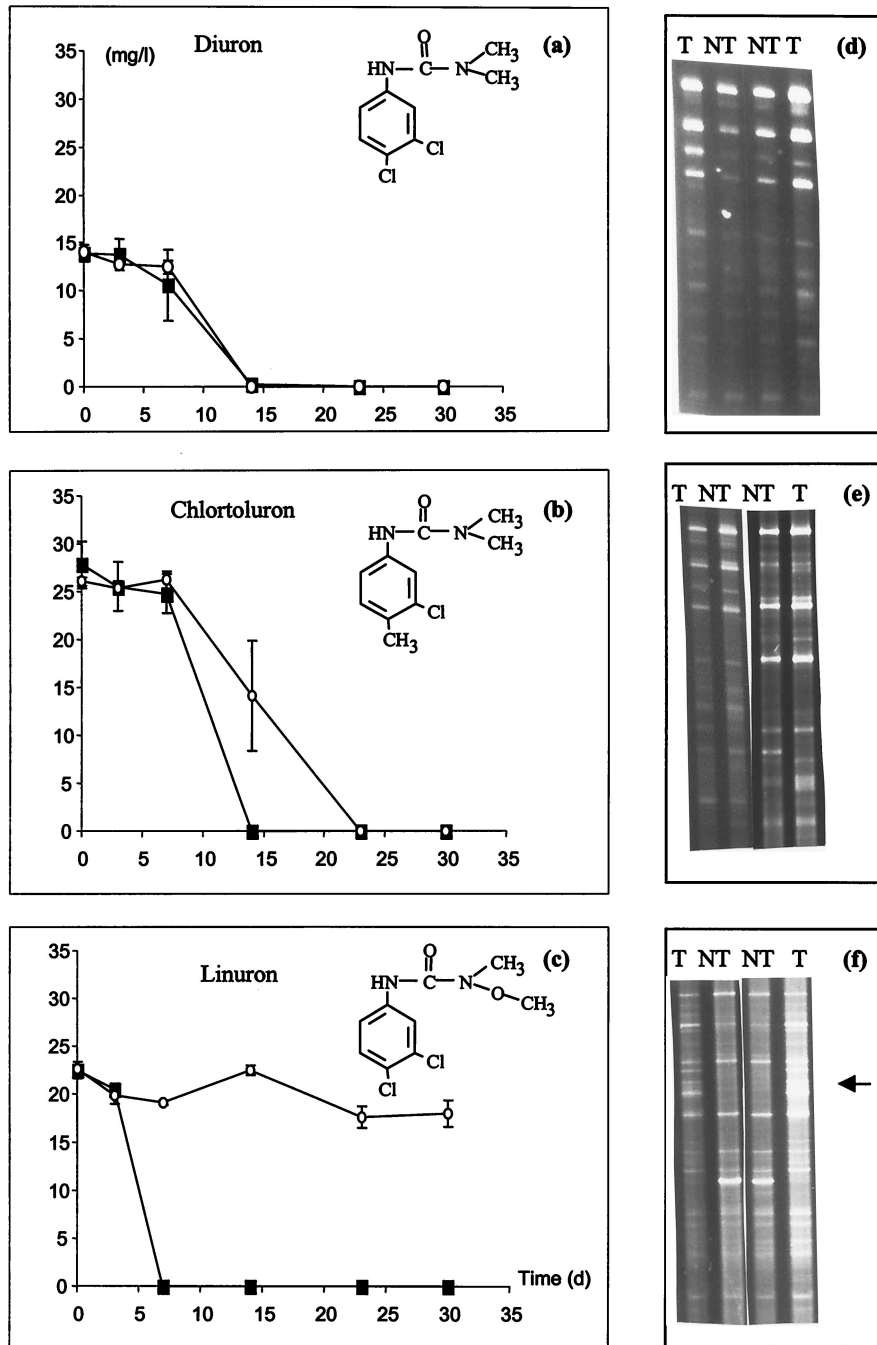 Diuron
(a)
(mg/l)
O
HN C N CH3
CH3
Cl
Cl
35
30
25
20
15
10
5
0
0 5 10 15 20 25 30 35
T NT NT T (d)
Chlortoluron
(b)
O
HN C N CH3
CH3
Cl
CH3
35
30
25
20
15
10
5
0
0 5 10 15 20 25 30 35
T NT NT T (e)
Linuron
(c)
O
HN C N CH3
O CH3
Cl
Cl
35
30
25
20
15
10
5
0
Time (d)
0 5 10 15 20 25 30 35
T NT NT T (f)